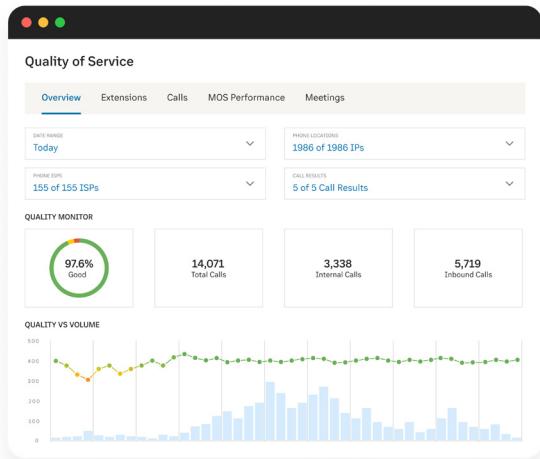 Quality of Service
Overview Extensions Calls MOS Performance Meetings
DATE RANGE
Today
PHONE LOCATIONS
1986 of 1986 IPs
PHONE ISPS
155 of 155 ISPs
CALL RESULTS
5 of 5 Call Results
QUALITY MONITOR
97.6%
Good
14,071
Total Calls
3,338
Internal Calls
5,719
Inbound Calls
QUALITY VS VOLUME
500
400
300
200
100
0